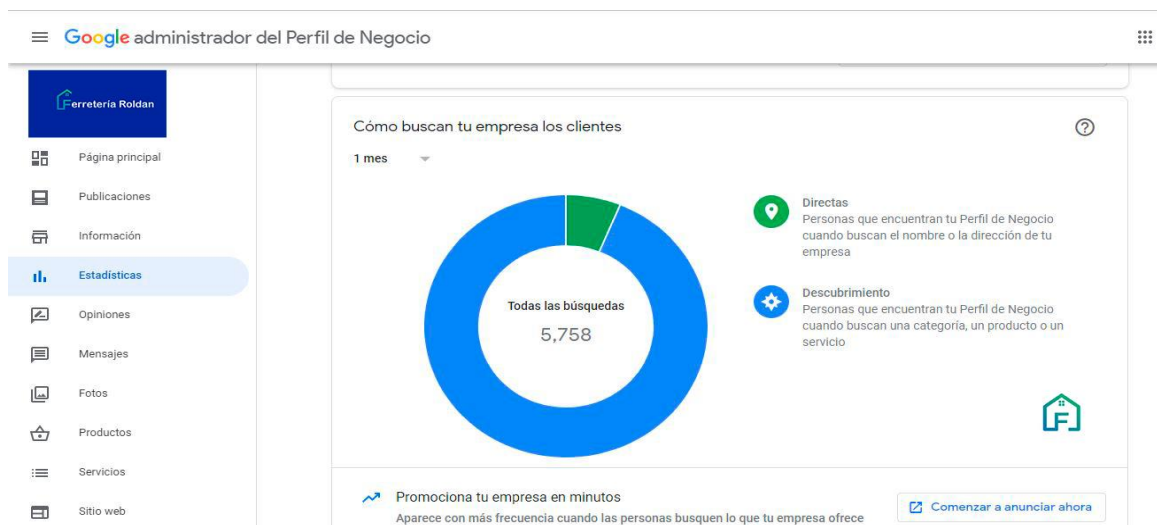 Google administrador del Perfil de Negocio
Ferretería Roldan
Página principal
Publicaciones
Información
Estadísticas
Opiniones
Mensajes
Fotos
Productos
Servicios
Sitio web
Cómo buscan tu empresa los clientes
1 mes
Todas las búsquedas
5,758
Directas
Personas que encuentran tu Perfil de Negocio
cuando buscan el nombre o la dirección de tu
empresa
Descubrimiento
Personas que encuentran tu Perfil de Negocio
cuando buscan una categoría, un producto o un
servicio
F
Promociona tu empresa en minutos
Aparece con más frecuencia cuando las personas busquen lo que tu empresa ofrece
Comenzar a anunciar ahora